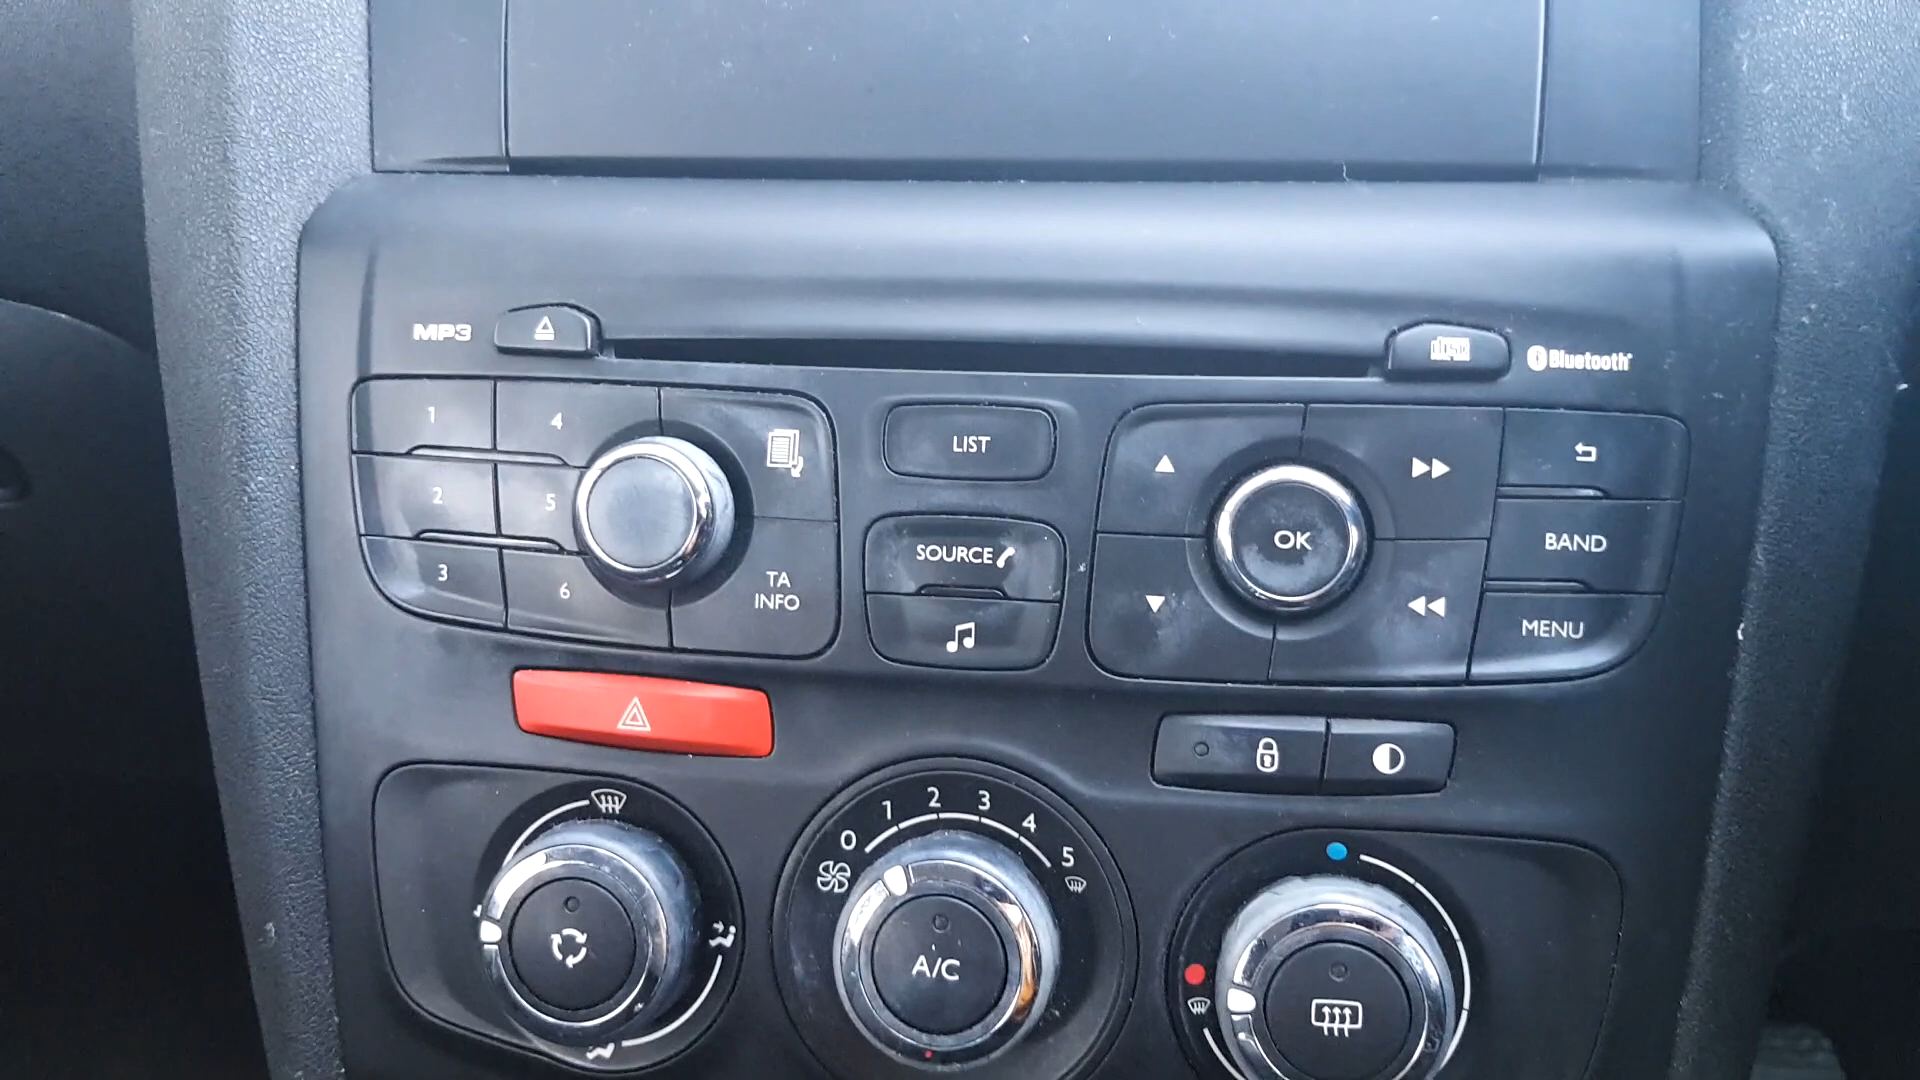 MP3
disc
Bluetooth®
1
4
2
5
3
6
TA
INFO
LIST
SOURCE
OK
BAND
MENU
0 1 2 3 4 5
A/C